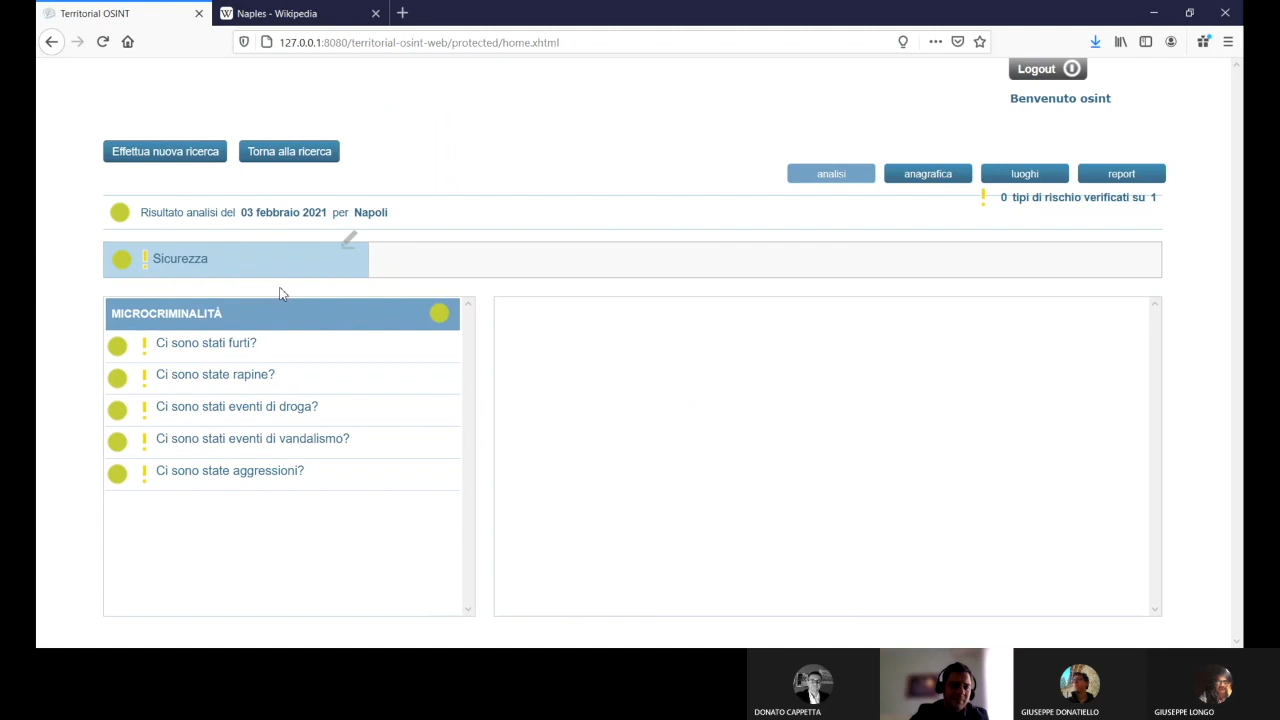 Territorial OSINT
Naples - Wikipedia
127.0.0.1:8080/territorial-osint-web/protected/home.xhtml
Logout
Benvenuto osint
Effettua nuova ricerca
Torna alla ricerca
analisi
anagrafica
luoghi
report
0 tipi di rischio verificati su 1
Risultato analisi del 03 febbraio 2021 per Napoli
Sicurezza
MICROCRIMINALITÀ
Ci sono stati furti?
Ci sono state rapine?
Ci sono stati eventi di droga?
Ci sono stati eventi di vandalismo?
Ci sono state aggressioni?
DONATO CAPPETTA
GIUSEPPE DONATIELLO
GIUSEPPE LONGO